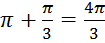 π + π/3 = 4π/3